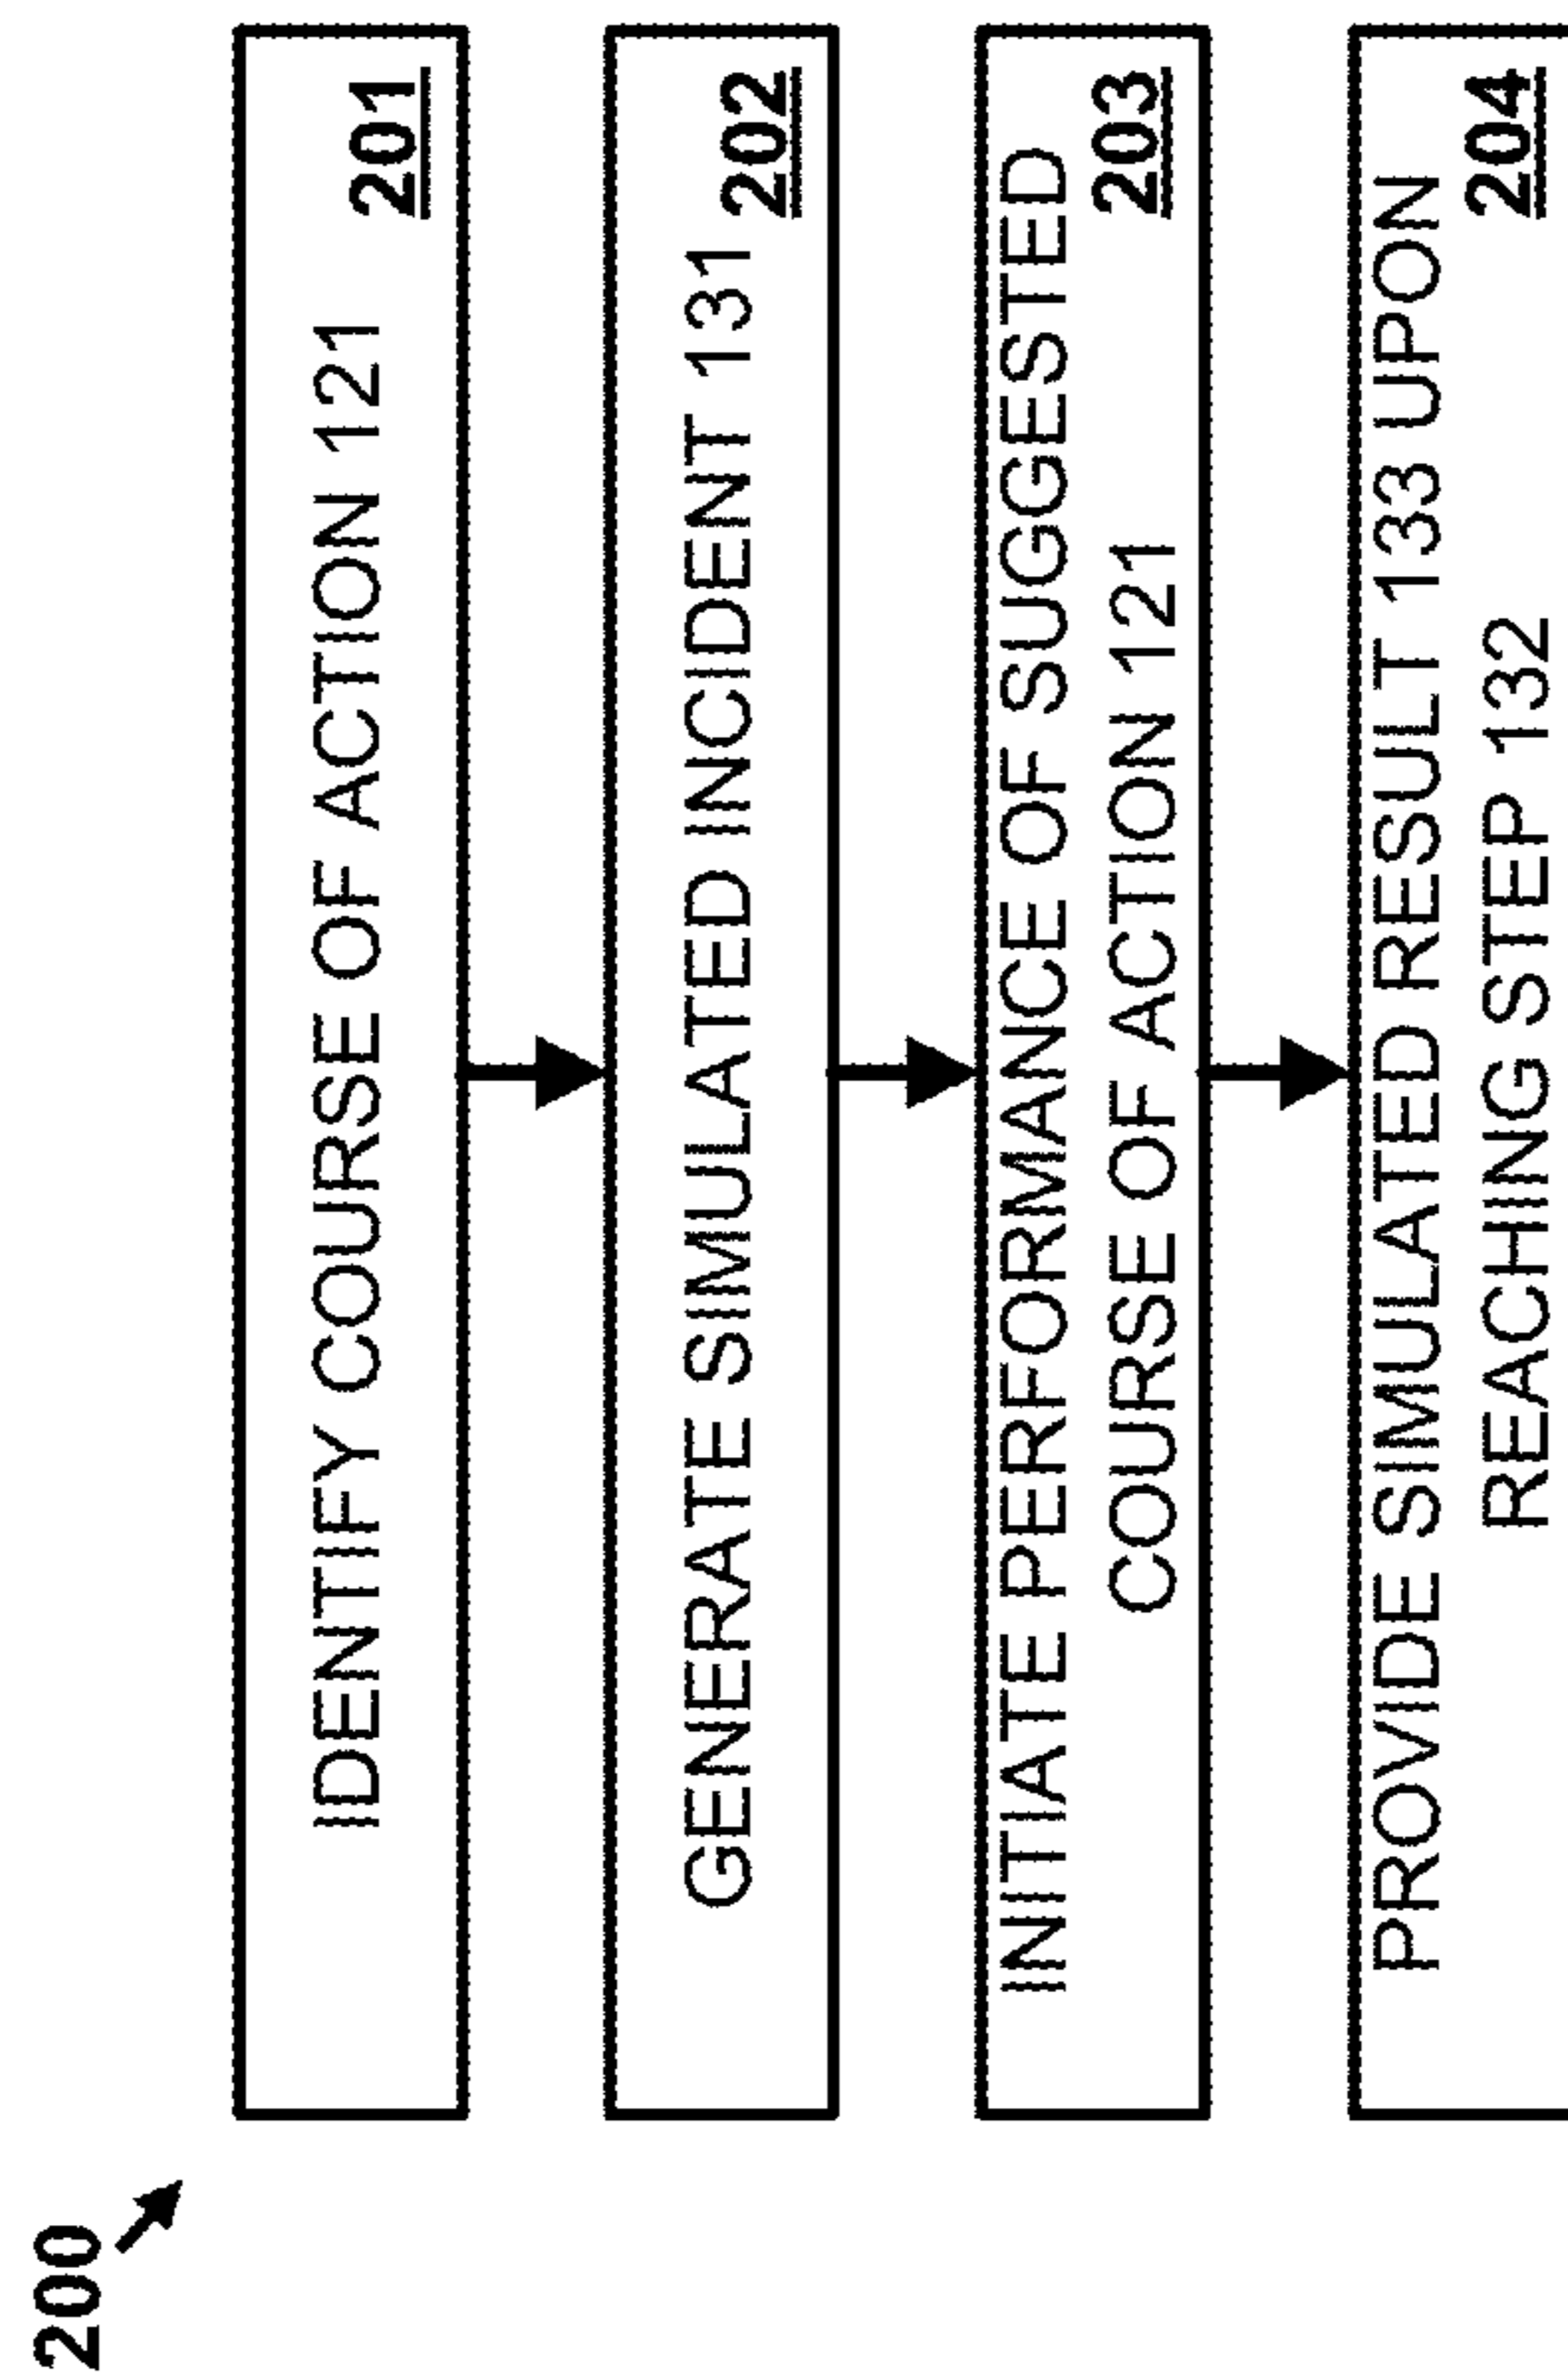 200
IDENTIFY COURSE OF ACTION 121
201
GENERATE SIMULATED INCIDENT 131
202
INITIATE PERFORMANCE OF SUGGESTED
COURSE OF ACTION 121
203
PROVIDE SIMULATED RESULT 133 UPON
REACHING STEP 132
204